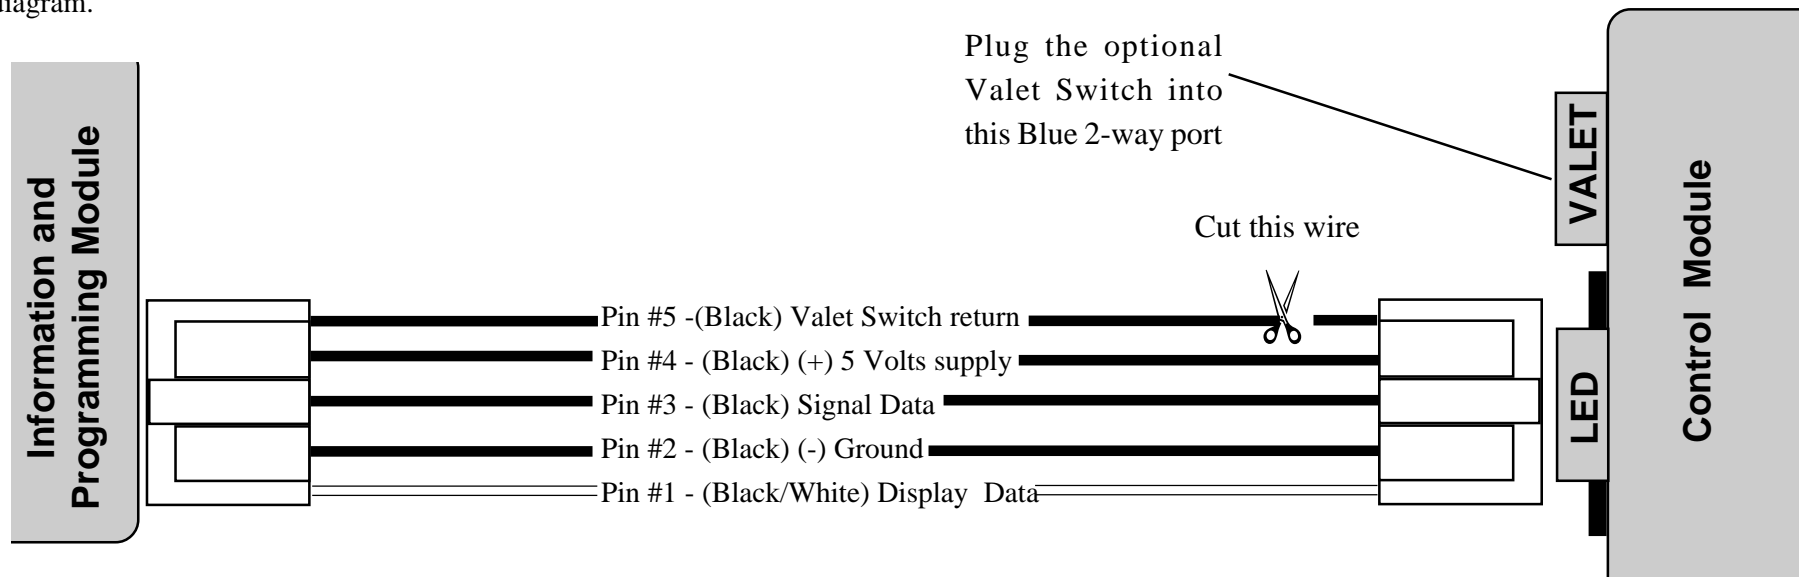 diagram.
Plug the optional
Valet Switch into
this Blue 2-way port
VALET
Information and
Programming Module
Control Module
Cut this wire
Pin #5 -(Black) Valet Switch return
Pin #4 - (Black) (+) 5 Volts supply
Pin #3 - (Black) Signal Data
LED
Pin #2 - (Black) (-) Ground
Pin #1 - (Black/White) Display Data